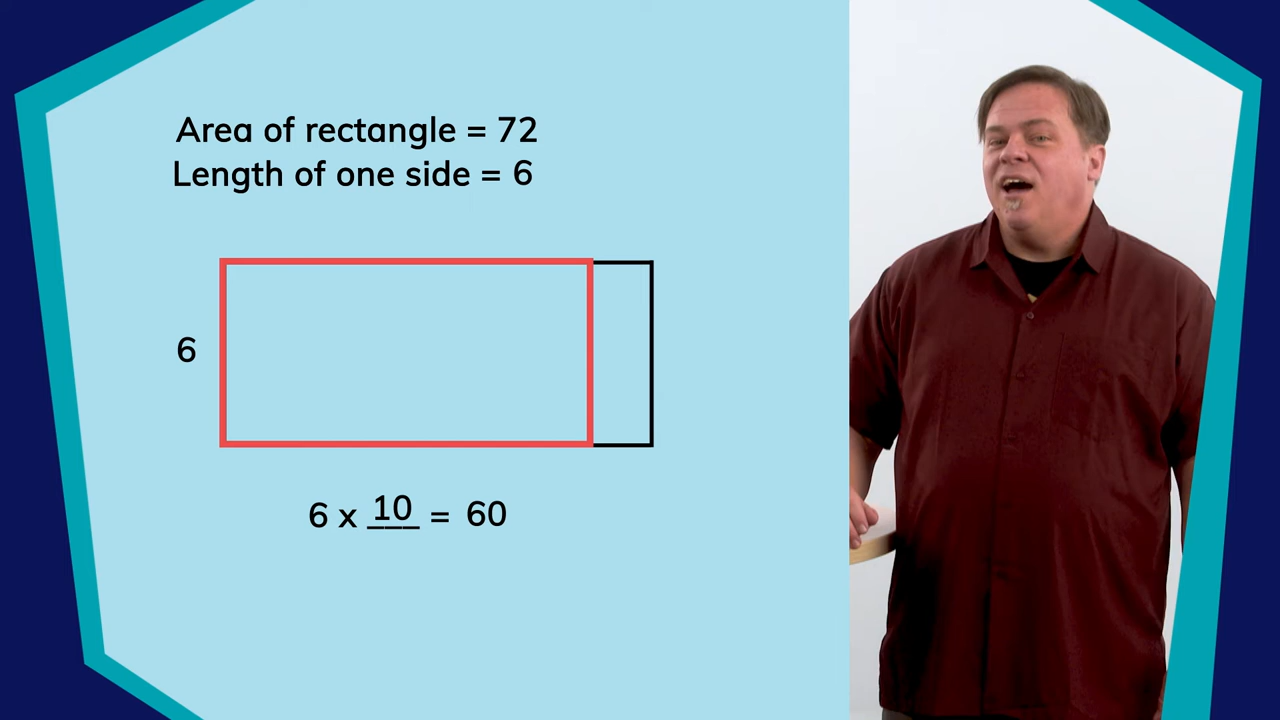 Area of rectangle = 72
Length of one side = 6
6
6 x 10 = 60